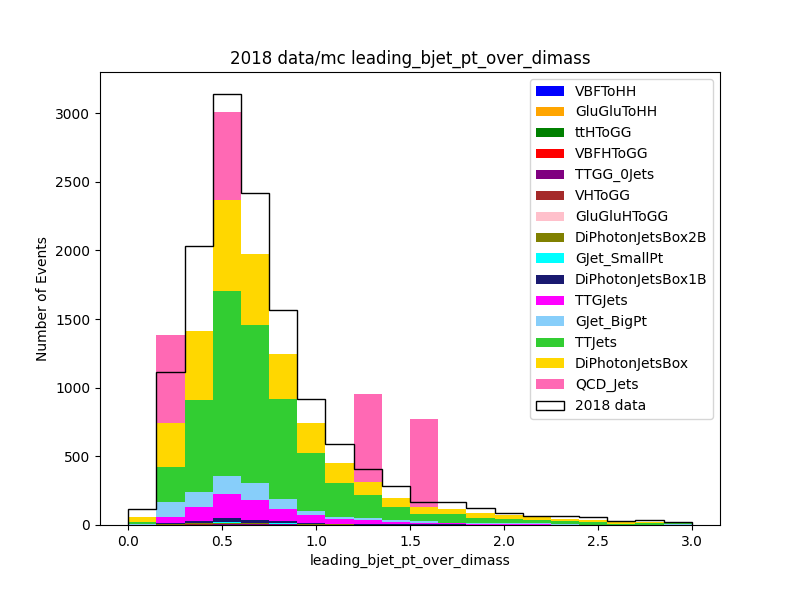 2018 data/mc leading_bjet_pt_over_dimass
Number of Events
3000
2500
2000
1500
1000
500
0
0.0
0.5
1.0
1.5
2.0
2.5
3.0
leading_bjet_pt_over_dimass
VBFToHH
GluGluToHH
ttHToGG
VBFHToGG
TTGG_0Jets
VHToGG
GluGluHToGG
DiPhotonJetsBox2B
GJet_SmallPt
DiPhotonJetsBox1B
TTGJets
GJet_BigPt
TTJets
DiPhotonJetsBox
QCD_Jets
2018 data